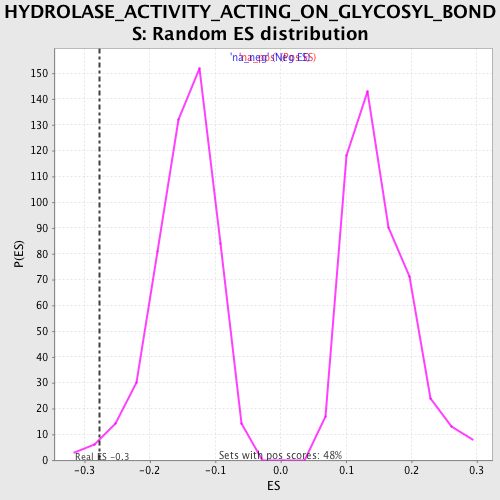 HYDROLASE_ACTIVITY_ACTING_ON_GLYCOSYL_BOND
S: Random ES distribution
150
140
130
120
110
100
90
80
70
60
50
40
30
20
10
0
P(ES)
Real ES -0.3
Sets with pos scores: 48%
-0.3 -0.2 -0.1 0.0 0.1 0.2 0.3
ES